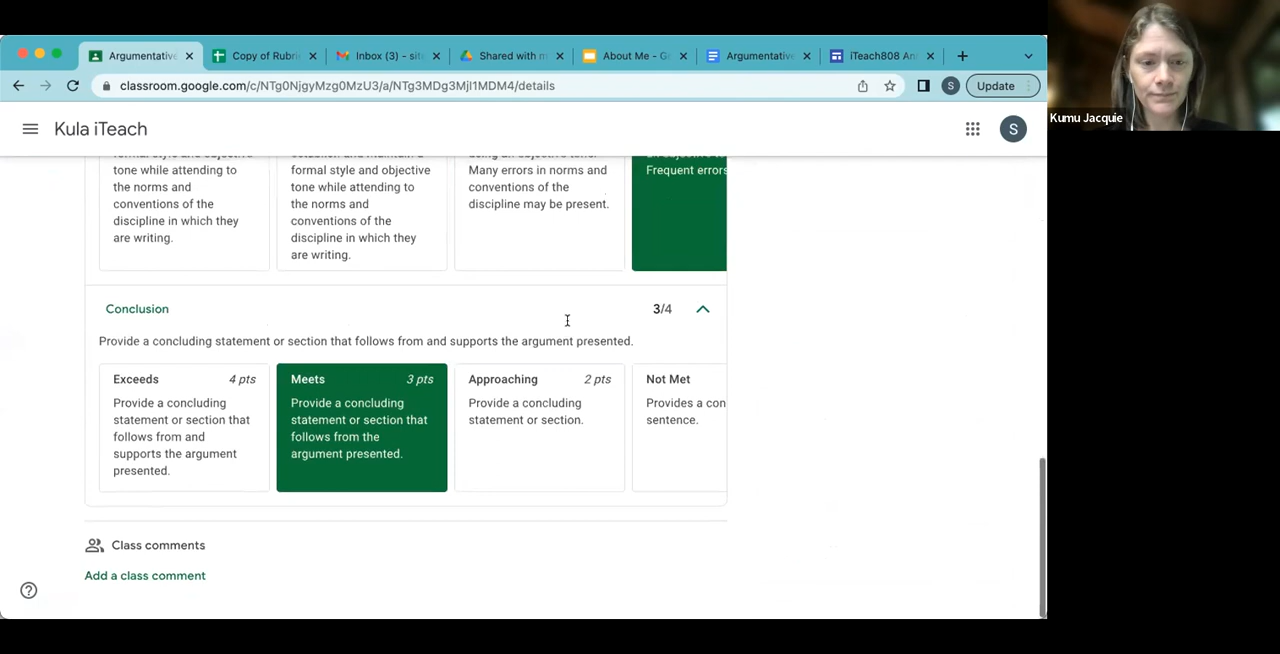 Argumentative
Copy of Rubri
Inbox (3) - sit
Shared with m
About Me - G
Argumentative
iTeach808 An
classroom.google.com/c/NTg0NjgyMzg0MzU3/a/NTg3MDg3MjI1MDM4/details
S
Update
Kula iTeach
S
Kumu Jacquie
tone while attending to
the norms and
conventions of the
discipline in which they
are writing.
formal style and objective
tone while attending to
the norms and
conventions of the
discipline in which they
are writing.
being an objective tone.
Many errors in norms and
conventions of the
discipline may be present.
Frequent errors
Conclusion
3/4
Provide a concluding statement or section that follows from and supports the argument presented.
Exceeds 4 pts
Provide a concluding
statement or section that
follows from and
supports the argument
presented.
Meets 3 pts
Provide a concluding
statement or section that
follows from the
argument presented.
Approaching 2 pts
Provide a concluding
statement or section.
Not Met
Provides a con
sentence.
Class comments
Add a class comment